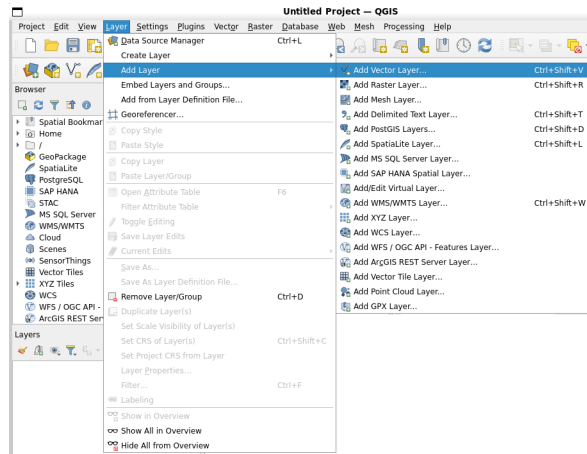 Untitled Project — QGIS
Project Edit View Layer Settings Plugins Vector Raster Database Web Mesh Processing Help
Data Source Manager Ctrl+L
Create Layer
Add Layer
Embed Layers and Groups...
Add from Layer Definition File...
Georeferencer...
Copy Style
Paste Style
Copy Layer
Paste Layer/Group
Open Attribute Table F6
Filter Attribute Table
Toggle Editing
Save Layer Edits
Current Edits
Save As...
Save As Layer Definition File...
Remove Layer/Group Ctrl+D
Duplicate Layer(s)
Set Scale Visibility of Layer(s)
Set CRS of Layer(s) Ctrl+Shift+C
Set Project CRS from Layer
Layer Properties...
Filter... Ctrl+F
Labeling
Show in Overview
Show All in Overview
Hide All from Overview
Add Vector Layer... Ctrl+Shift+V
Add Raster Layer... Ctrl+Shift+R
Add Mesh Layer...
Add Delimited Text Layer... Ctrl+Shift+T
Add PostGIS Layers... Ctrl+Shift+D
Add SpatiaLite Layer... Ctrl+Shift+L
Add MS SQL Server Layer...
Add SAP HANA Spatial Layer...
Add/Edit Virtual Layer...
Add WMS/WMTS Layer... Ctrl+Shift+W
Add XYZ Layer...
Add WCS Layer...
Add WFS / OGC API - Features Layer...
Add ArcGIS REST Server Layer...
Add Vector Tile Layer...
Add Point Cloud Layer...
Add GPX Layer...
Browser
Spatial Bookmar
Home
/
GeoPackage
SpatiaLite
PostgreSQL
SAP HANA
STAC
MS SQL Server
WMS/WMTS
Cloud
Scenes
SensorThings
Vector Tiles
XYZ Tiles
WCS
WFS / OGC API -
ArcGIS REST Ser
Layers